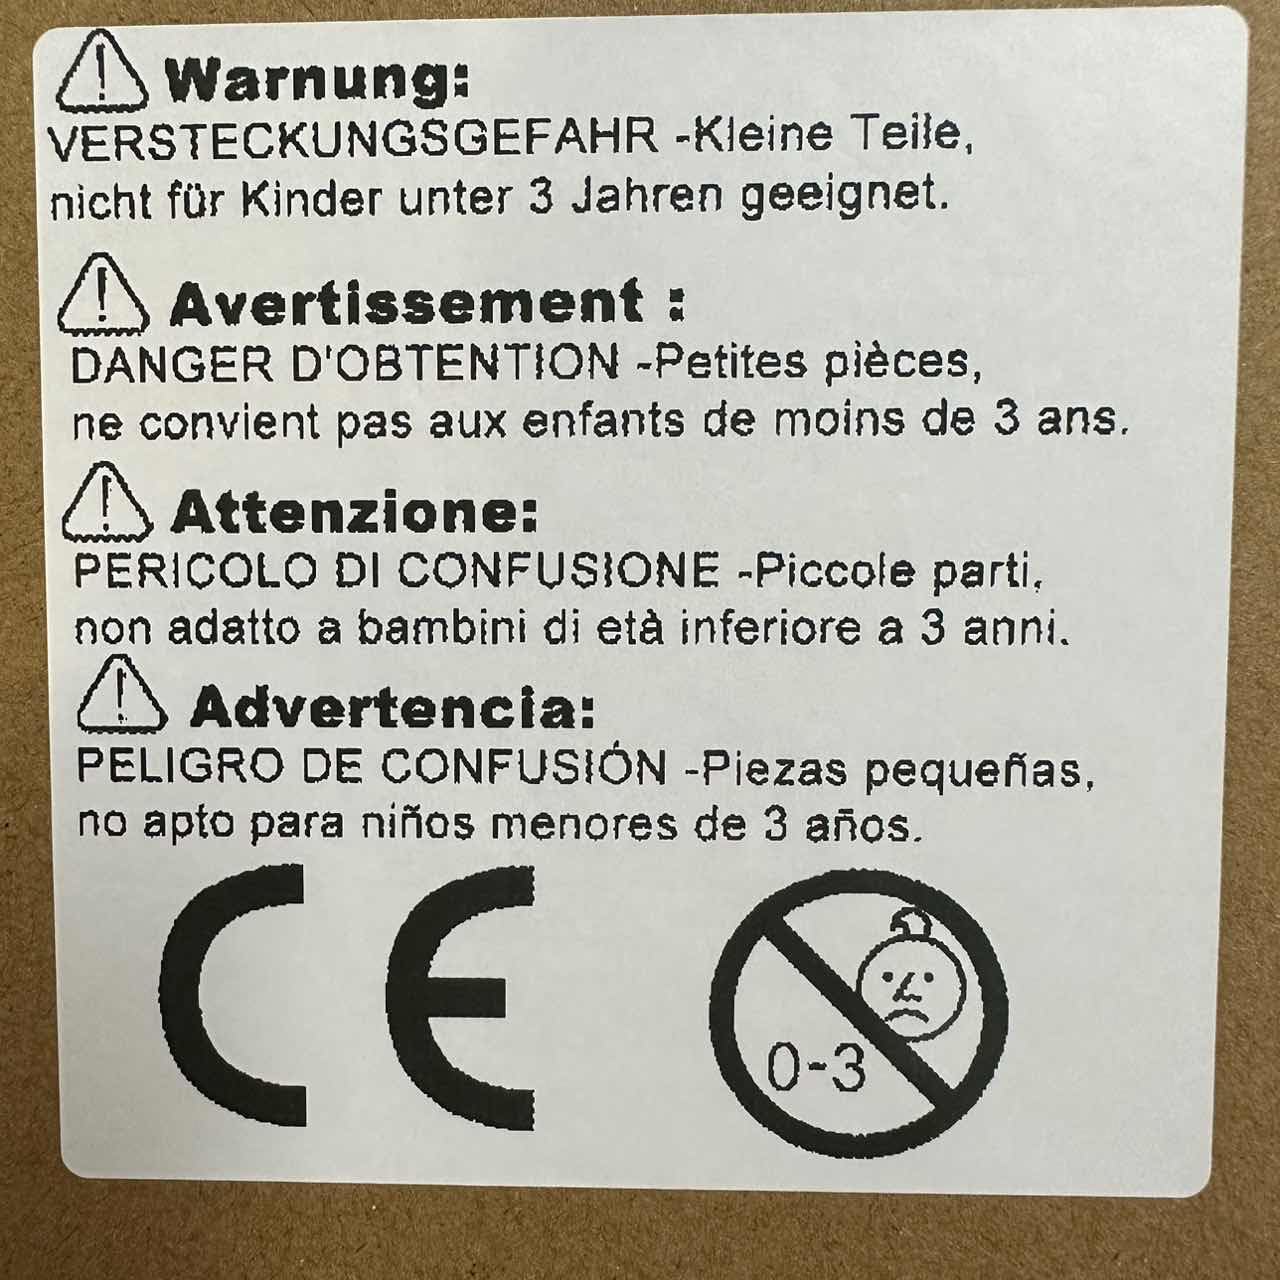 Warnung:
VERSTECKUNGSGEFAHR -Kleine Teile,
nicht für Kinder unter 3 Jahren geeignet.
Avertissement :
DANGER D'OBTENTION -Petites pièces,
ne convient pas aux enfants de moins de 3 ans.
Attenzione:
PERICOLO DI CONFUSIONE -Piccole parti,
non adatto a bambini di età inferiore a 3 anni.
Advertencia:
PELIGRO DE CONFUSIÓN -Piezas pequeñas,
no apto para niños menores de 3 años.
CE
0-3